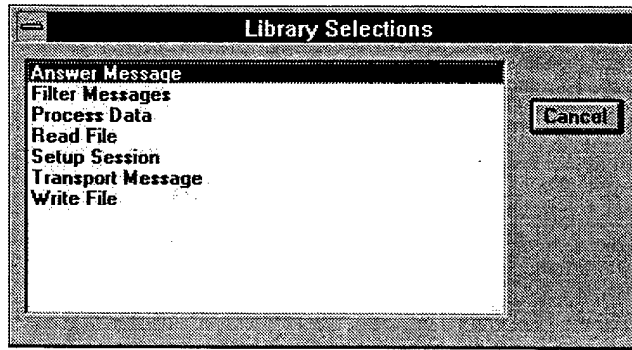 Library Selections
Answer Message
Filter Messages
Process Data
Read File
Setup Session
Transport Message
Write File
Cancel